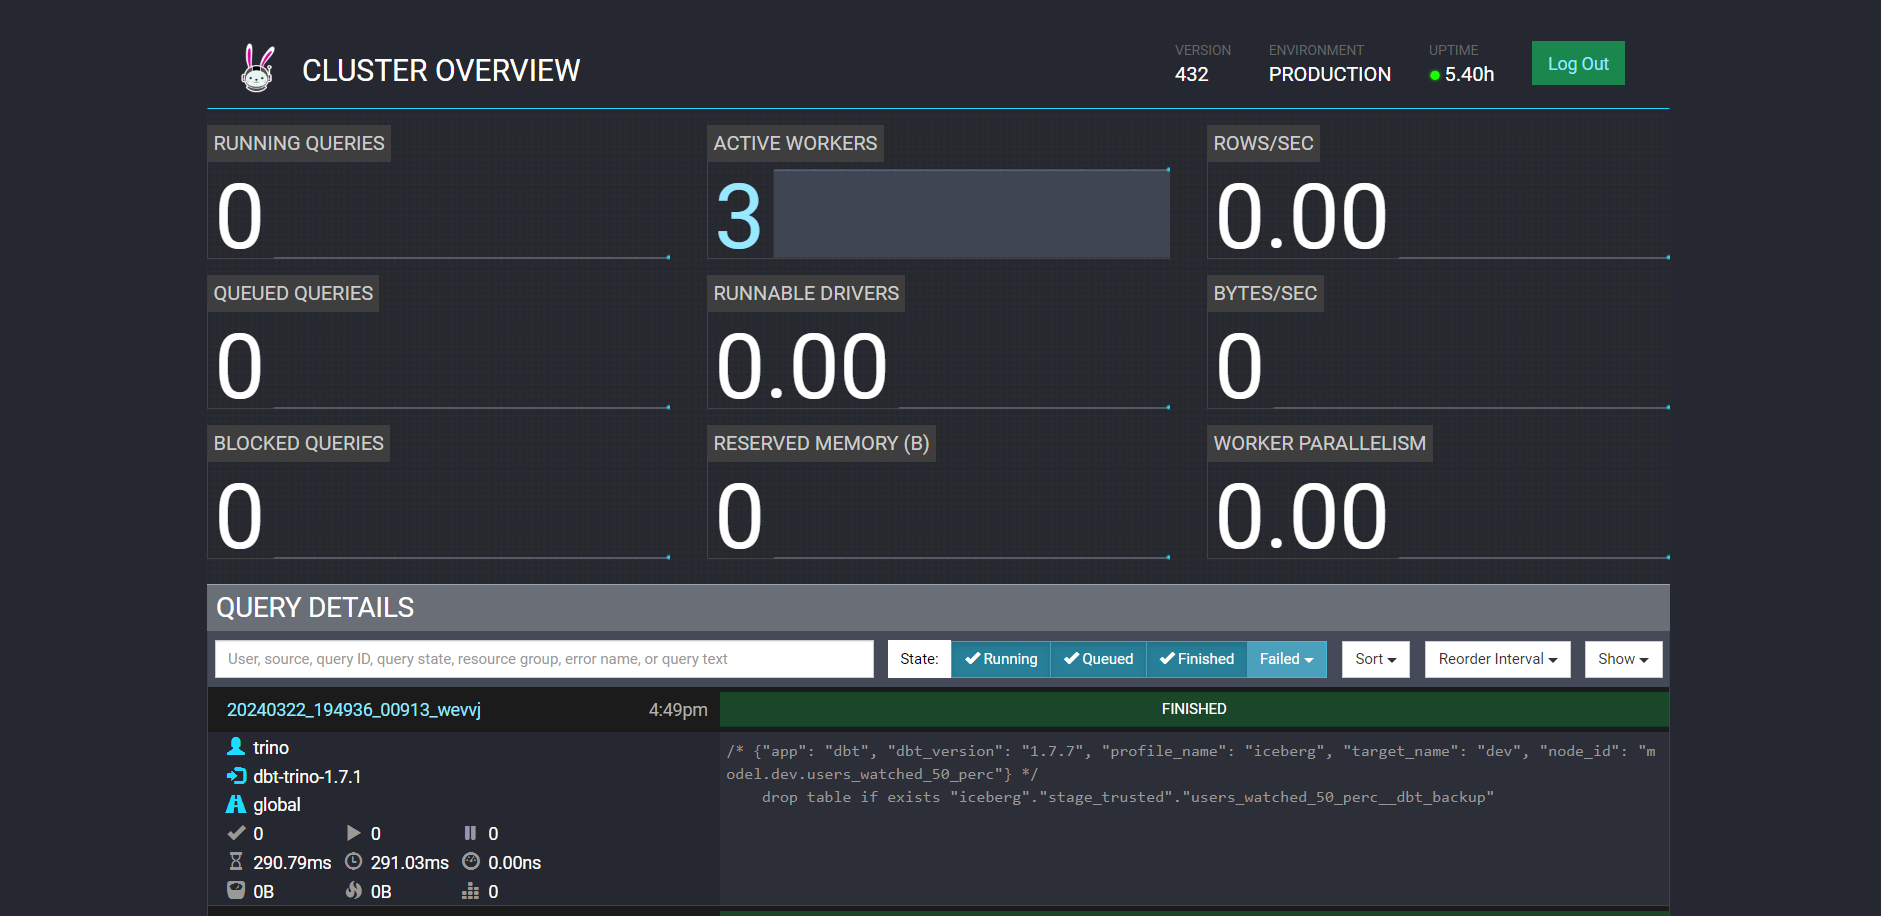 CLUSTER OVERVIEW
VERSION
432
ENVIRONMENT
PRODUCTION
UPTIME
5.40h
Log Out
RUNNING QUERIES
0
ACTIVE WORKERS
3
ROWS/SEC
0.00
QUEUED QUERIES
0
RUNNABLE DRIVERS
0.00
BYTES/SEC
0
BLOCKED QUERIES
0
RESERVED MEMORY (B)
0
WORKER PARALLELISM
0.00
QUERY DETAILS
User, source, query ID, query state, resource group, error name, or query text
State: Running Queued Finished Failed
Sort
Reorder Interval
Show
20240322_194936_00913_wevvj 4:49pm
FINISHED
trino
dbt-trino-1.7.1
global
0 0 0
290.79ms 291.03ms 0.00ns
0B 0B 0
/* {"app": "dbt", "dbt_version": "1.7.7", "profile_name": "iceberg", "target_name": "dev", "node_id": "m
odel.dev.users_watched_50_perc"} */
drop table if exists "iceberg"."stage_trusted"."users_watched_50_perc__dbt_backup"